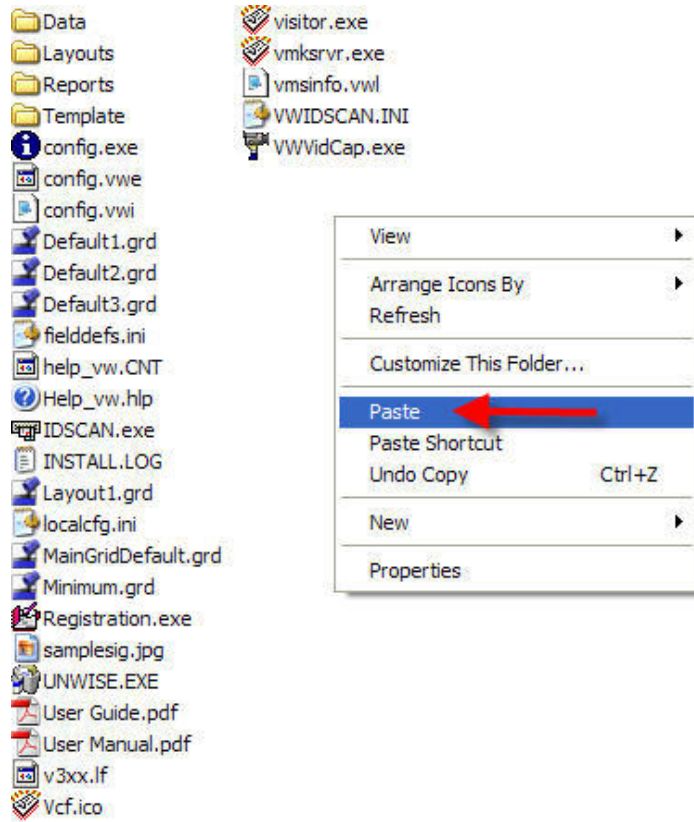 Data
Layouts
Reports
Template
config.exe
config.vwe
config.vwi
Default1.grd
Default2.grd
Default3.grd
fielddefs.ini
help_vw.CNT
Help_vw.hlp
IDSCAN.exe
INSTALL.LOG
Layout1.grd
localcfg.ini
MainGridDefault.grd
Minimum.grd
Registration.exe
samplesig.jpg
UNWISE.EXE
User Guide.pdf
User Manual.pdf
v3xx.lf
Vcf.ico
visitor.exe
vmksrvr.exe
vmsinfo.vwl
VWIDSCAN.INI
VWVidCap.exe
View
Arrange Icons By
Refresh
Customize This Folder...
Paste
Paste Shortcut
Undo Copy Ctrl+Z
New
Properties